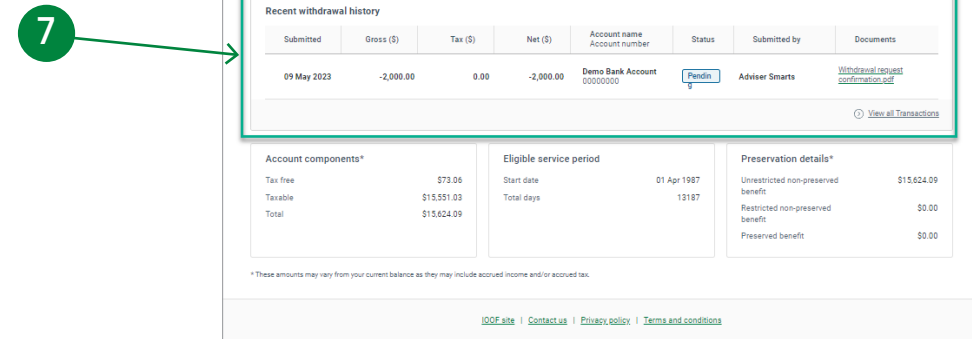 7
Recent withdrawal history
Submitted Gross ($) Tax ($) Net ($) Account name Account number Status Submitted by Documents
09 May 2023 -2,000.00 0.00 -2,000.00 Demo Bank Account 00000000 Pendin g Adviser Smarts Withdrawal request confirmation.pdf
View all Transactions
Account components*
Tax free $73.06
Taxable $15,551.03
Total $15,624.09
Eligible service period
Start date 01 Apr 1987
Total days 13187
Preservation details*
Unrestricted non-preserved $15,624.09
benefit
Restricted non-preserved $0.00
benefit
Preserved benefit $0.00
* These amounts may vary from your current balance as they may include accrued income and/or accrued tax.
IOOF site | Contact us | Privacy policy | Terms and conditions